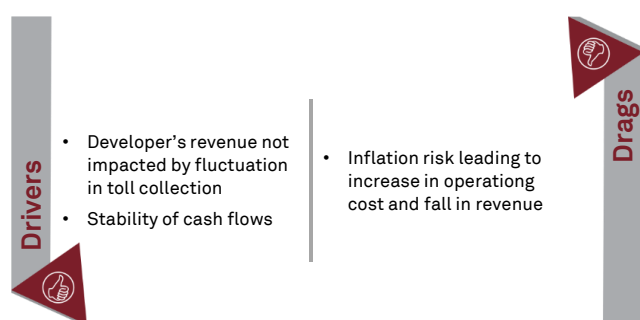 Drivers
• Developer's revenue not
impacted by fluctuation
in toll collection
• Stability of cash flows
• Inflation risk leading to
increase in operationg
cost and fall in revenue
Drags